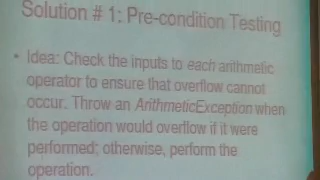 Solution # 1: Pre-condition Testing
• Idea: Check the inputs to each arithmetic
operator to ensure that overflow cannot
occur. Throw an ArithmeticException when
the operation would overflow if it were
performed; otherwise, perform the
operation.